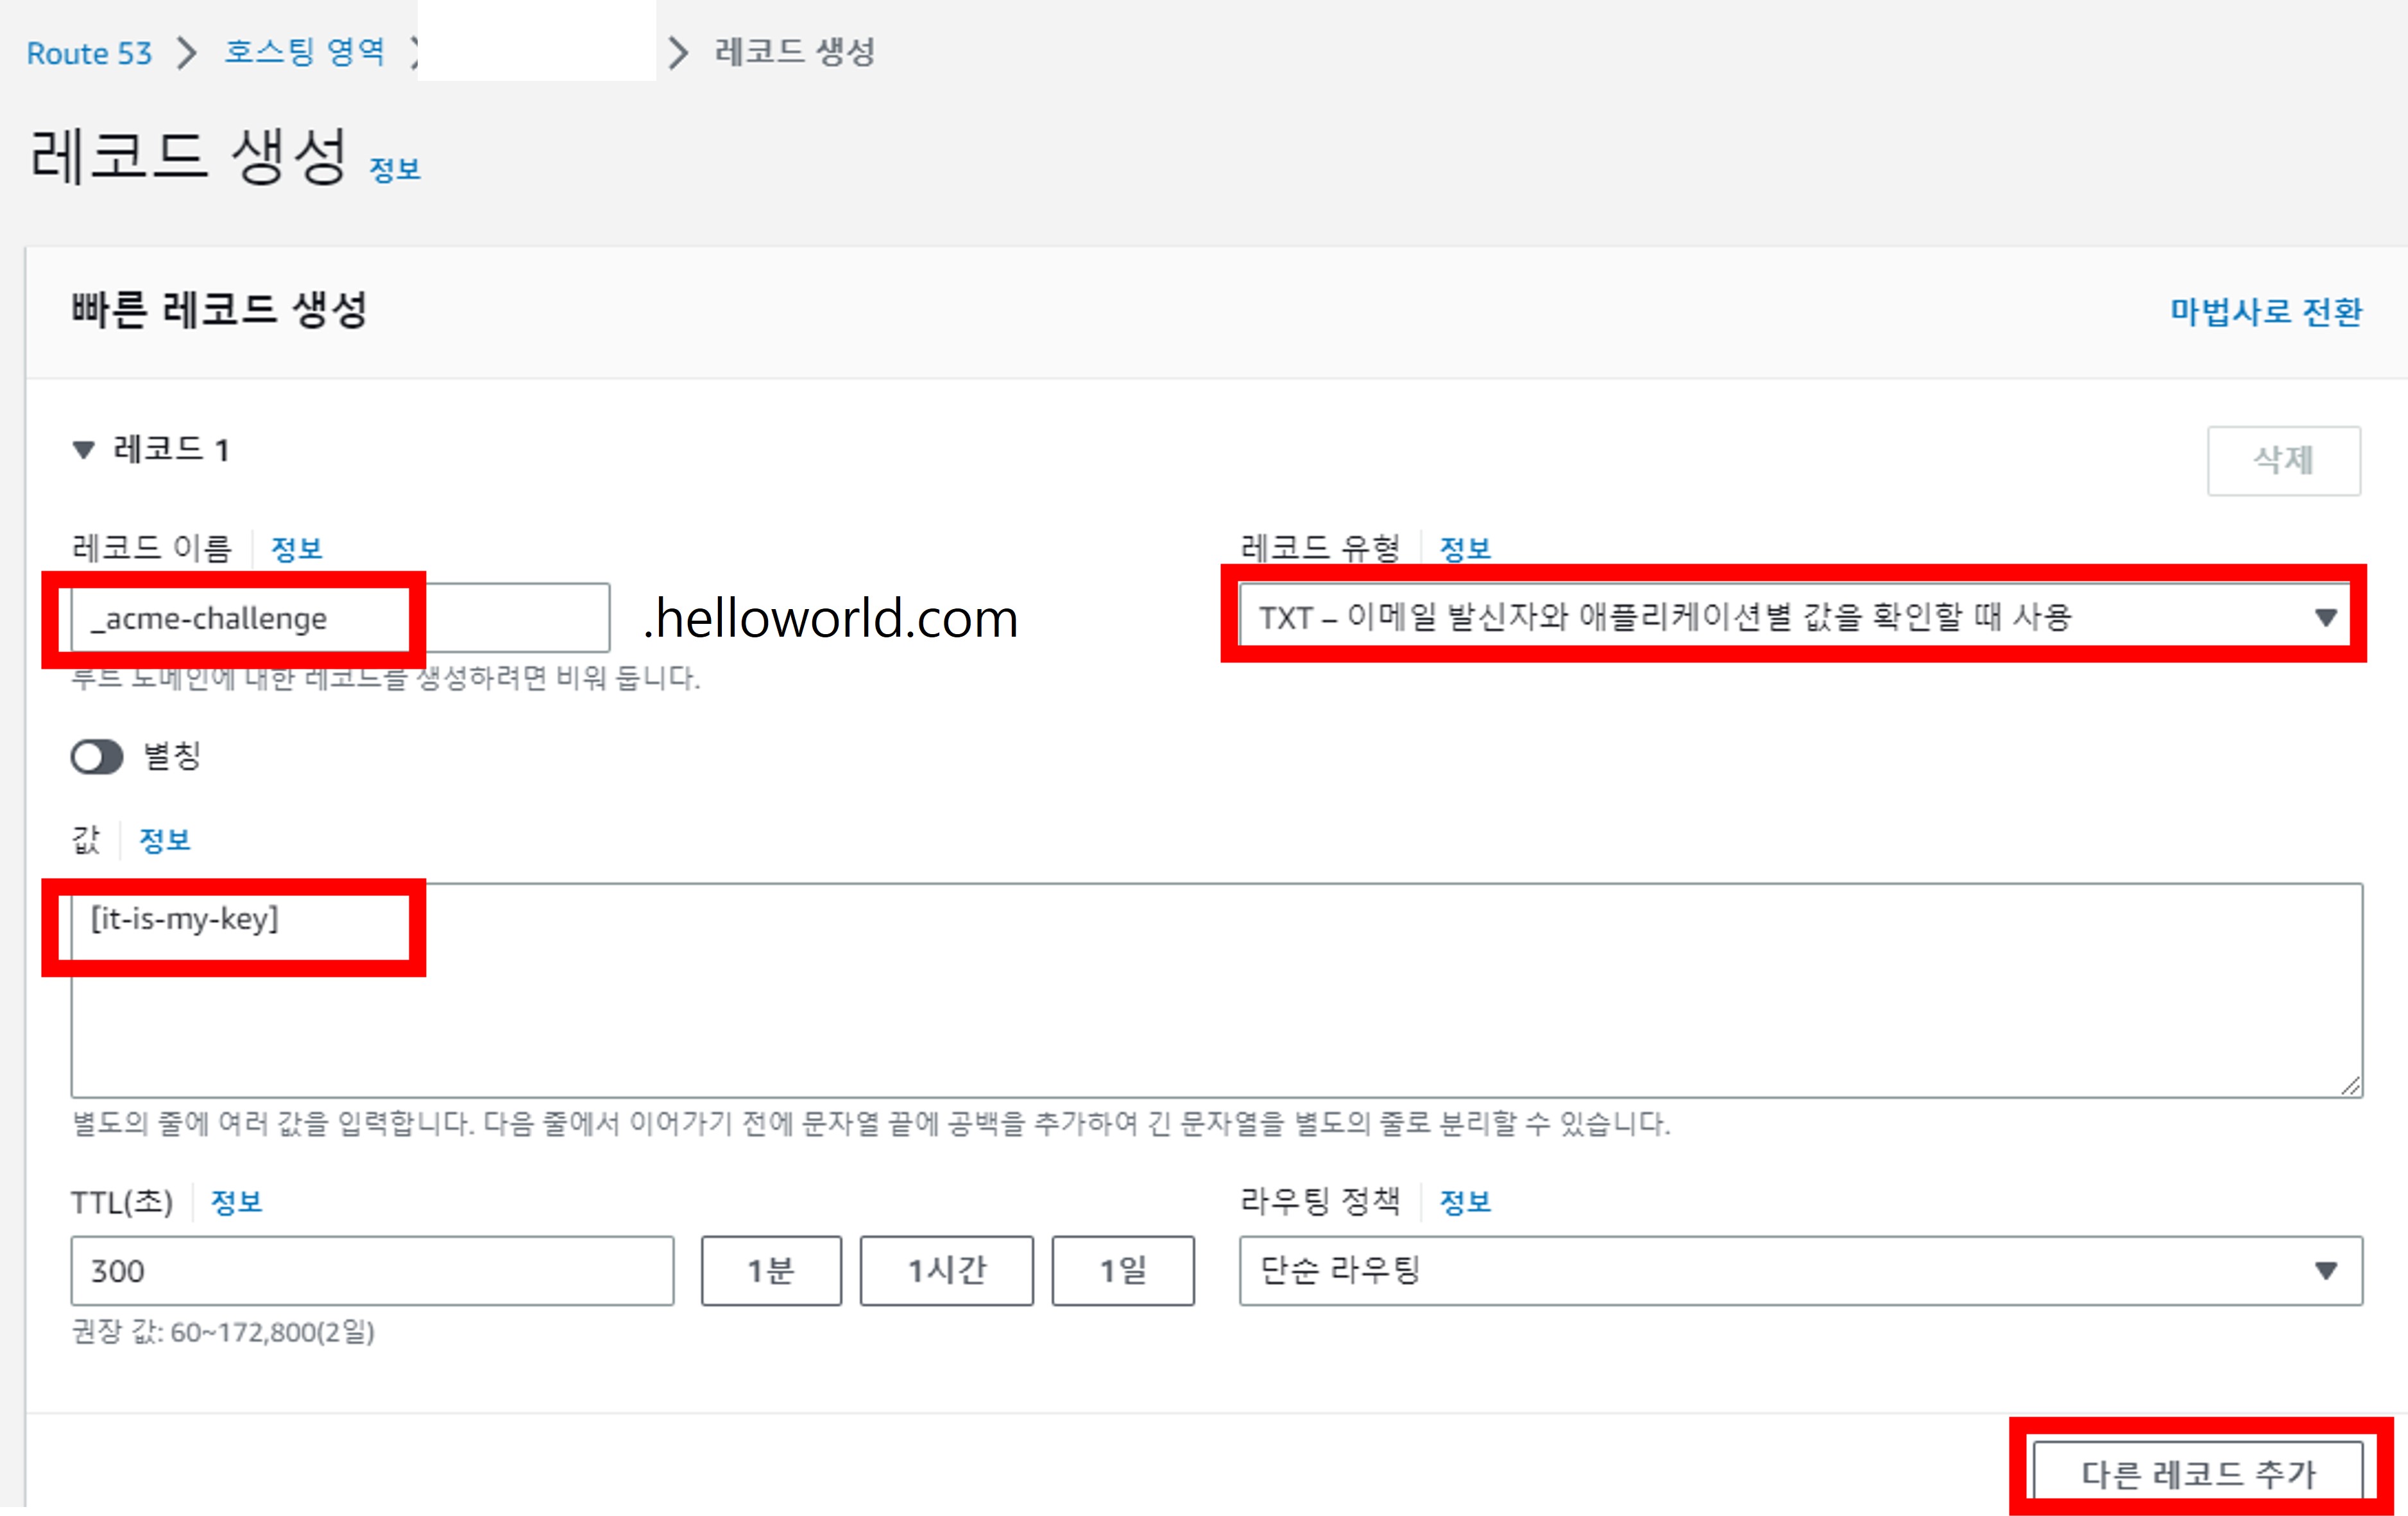 Route 53 > 호스팅 영역 > > 레코드 생성
레코드 생성 정보
빠른 레코드 생성 마법사로 전환
▼ 레코드 1 삭제
레코드 이름 정보 레코드 유형 정보
_acme-challenge .helloworld.com TXT – 이메일 발신자와 애플리케이션별 값을 확인할 때 사용
루트 도메인에 대한 레코드를 생성하려면 비워 둡니다.
별칭
값 정보
[it-is-my-key]
별도의 줄에 여러 값을 입력합니다. 다음 줄에서 이어가기 전에 문자열 끝에 공백을 추가하여 긴 문자열을 별도의 줄로 분리할 수 있습니다.
TTL(초) 정보 라우팅 정책 정보
300 1분 1시간 1일 단순 라우팅
권장 값: 60~172,800(2일)
다른 레코드 추가